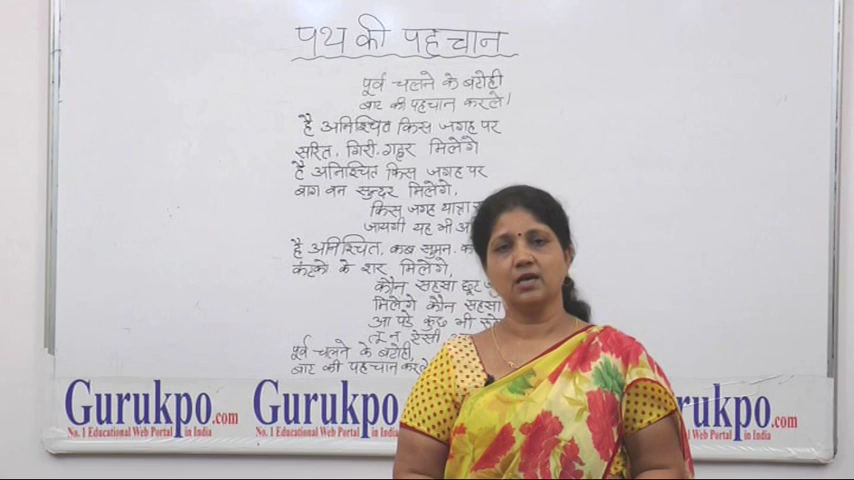 पथ की पहचान
पूर्व चलने के बटोही
बाट की पहचान करले।
है अनिश्चित किस जगह पर
सरित, गिरी, गह्वर मिलेंगे
है अनिश्चित किस जगह पर
बाग वन सुन्दर मिलेंगे,
किस जगह यात्रा
जायगी यह भी
है अनिश्चित, कब सुमन, क
कंटको के शर मिलेंगे,
कौन सहसा छूट
मिलेंगे कौन सहसा
आ पड़े कुछ भी
तू न ऐसी
पूर्व चलने के बटोही,
बाट की पहचान करले
Gurukpo.com Gurukpo rukpo.com
No. 1 Educational Web Portal in India No. 1 Educational Web Portal in Web Portal in India